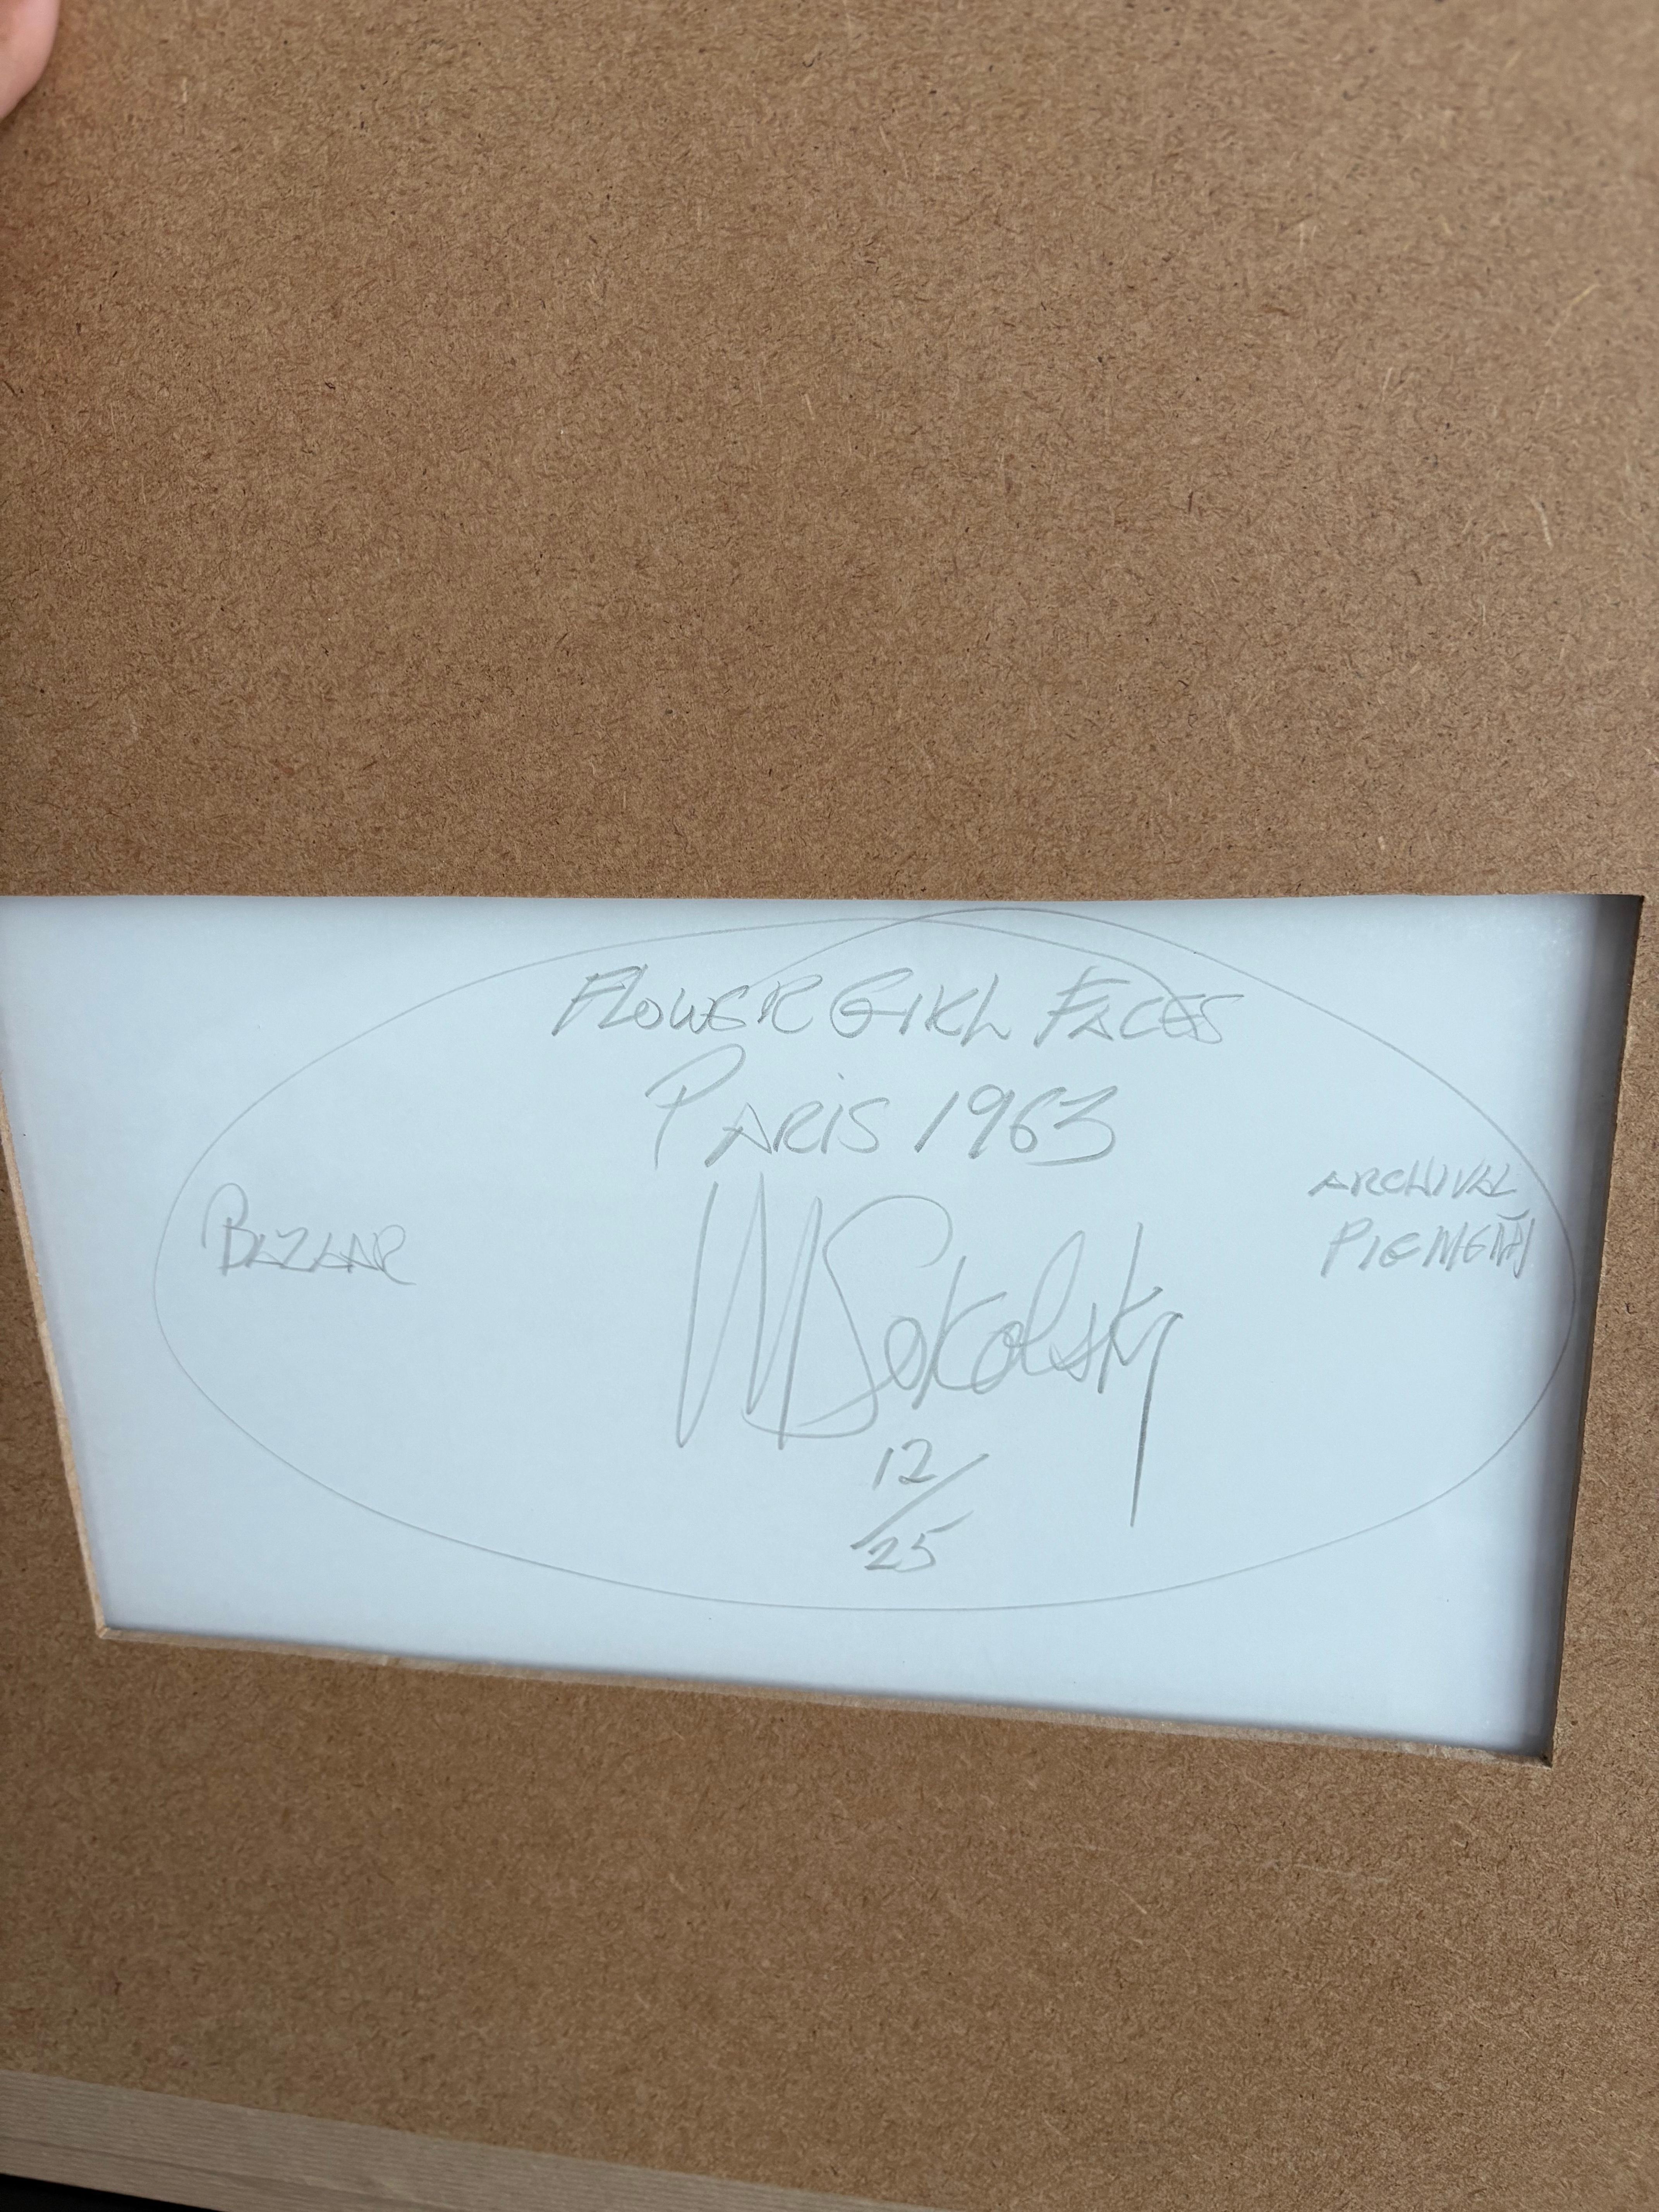 FLOWER GIRL FACES
PARIS 1963
BAZAAR
ARCHIVAL
PIGMENT
M Sokolsky
12/25